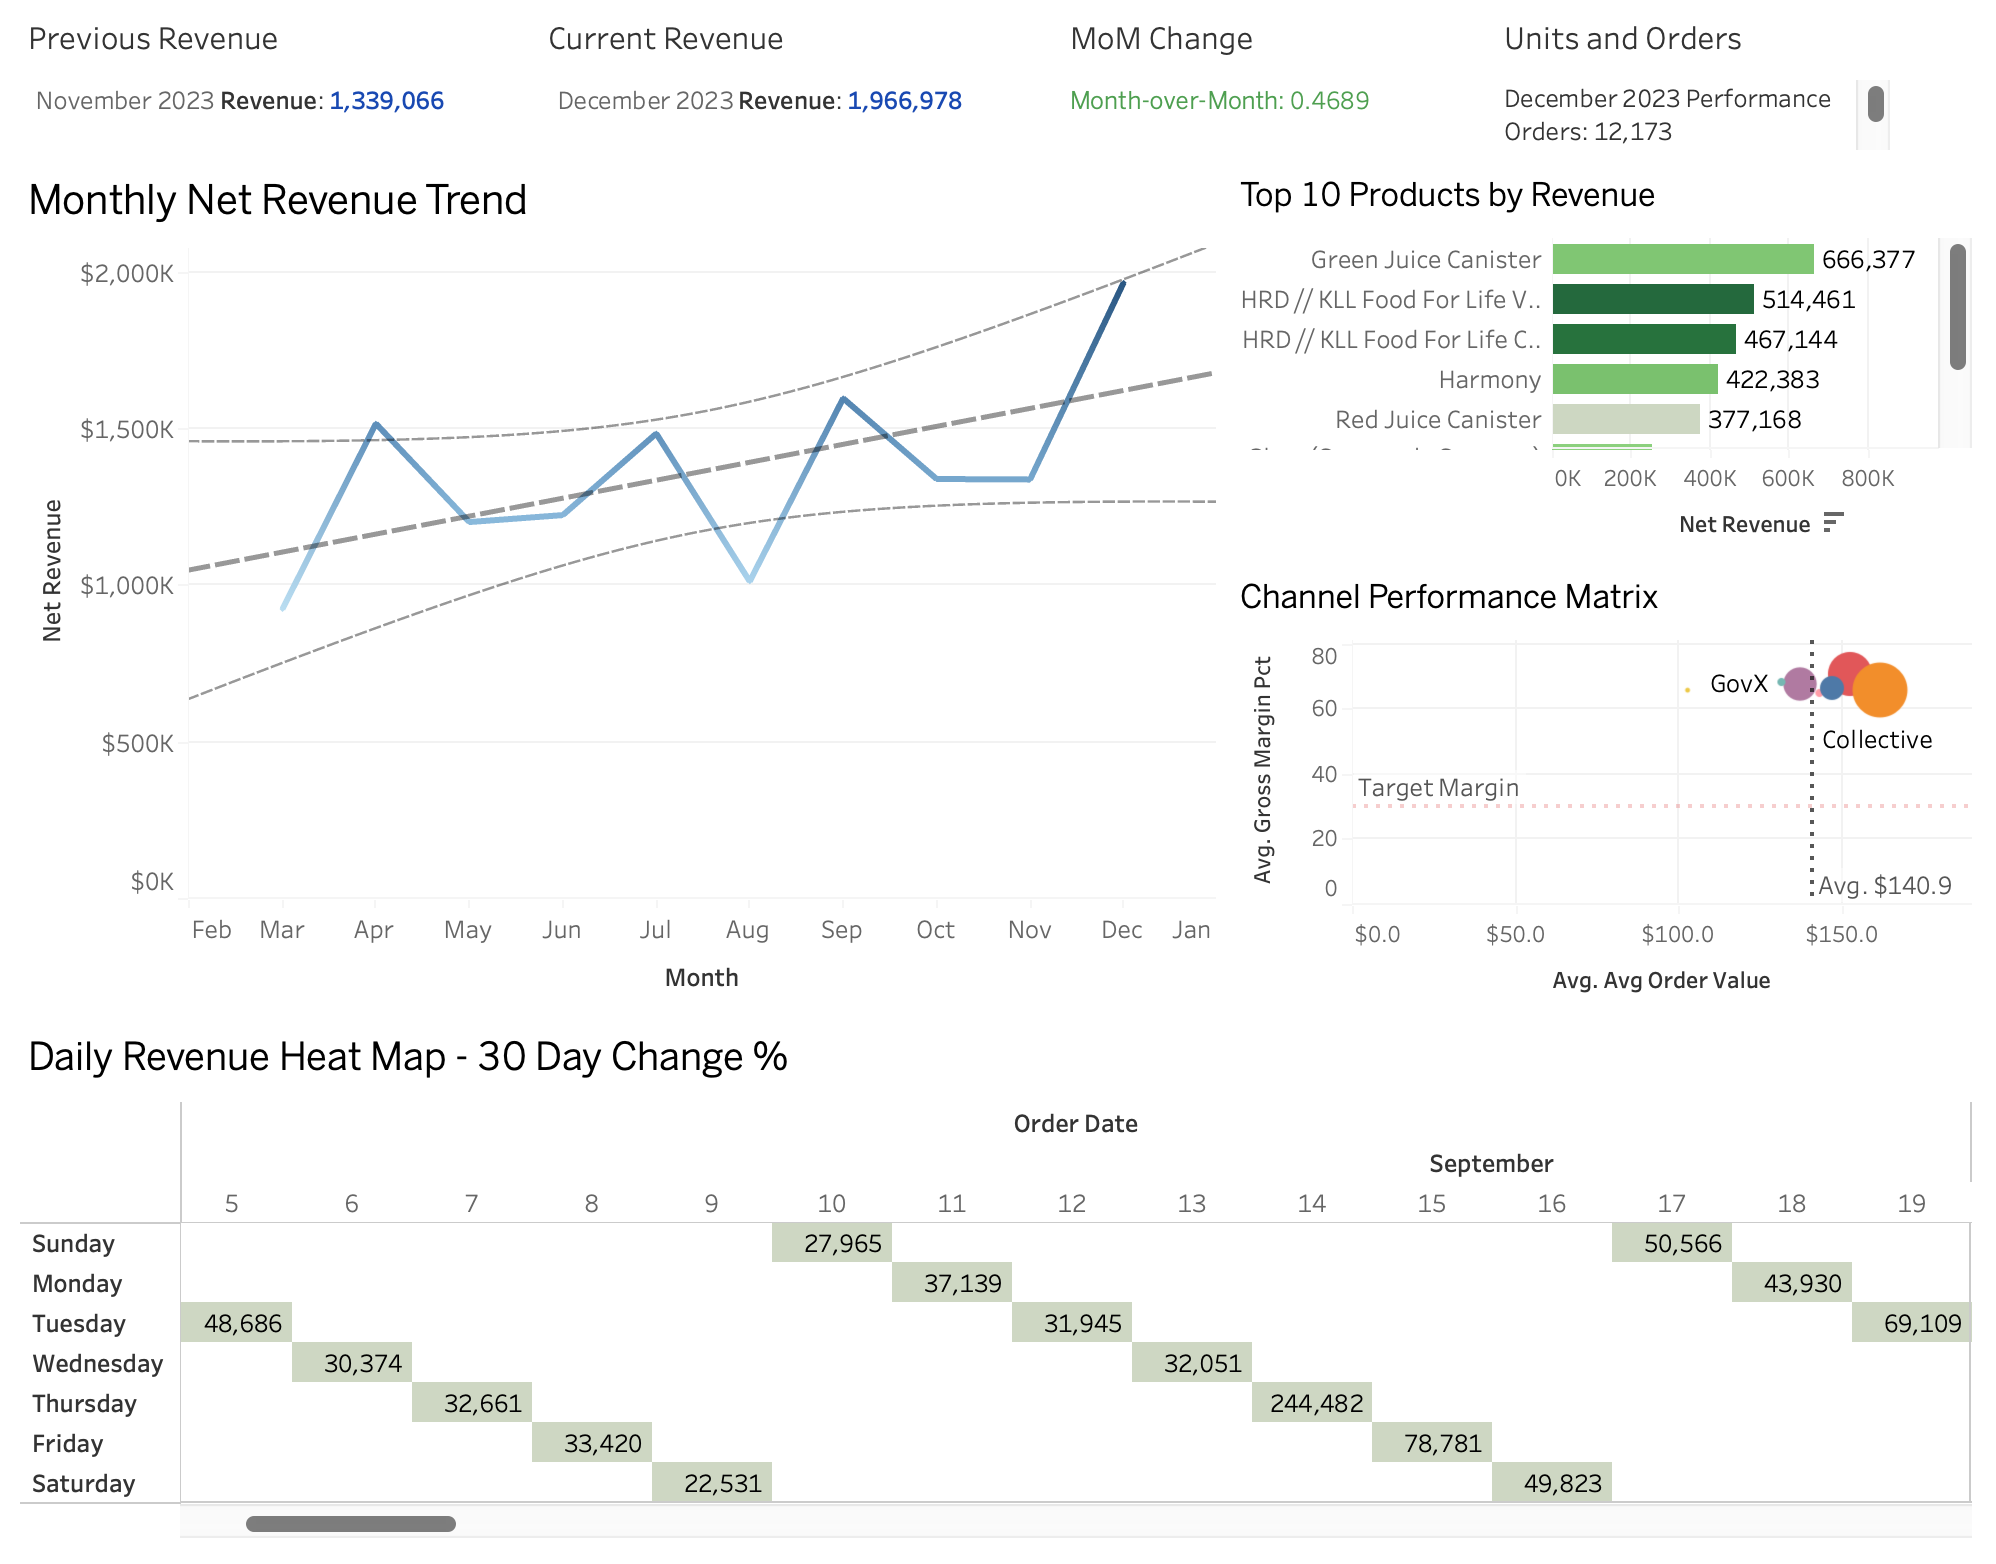 Previous Revenue
Current Revenue
MoM Change
Units and Orders
November 2023 Revenue: 1,339,066
December 2023 Revenue: 1,966,978
Month-over-Month: 0.4689
December 2023 Performance
Orders: 12,173
Monthly Net Revenue Trend
$2,000K
$1,500K
$1,000K
$500K
$0K
Net Revenue
Feb Mar Apr May Jun Jul Aug Sep Oct Nov Dec Jan
Month
Top 10 Products by Revenue
Green Juice Canister 666,377
HRD // KLL Food For Life V.. 514,461
HRD // KLL Food For Life C.. 467,144
Harmony 422,383
Red Juice Canister 377,168
0K 200K 400K 600K 800K
Net Revenue
Channel Performance Matrix
Avg. Gross Margin Pct
80
60
40
20
0
GovX
Collective
Target Margin
Avg. $140.9
$0.0 $50.0 $100.0 $150.0
Avg. Avg Order Value
Daily Revenue Heat Map - 30 Day Change %
Order Date
September
5 6 7 8 9 10 11 12 13 14 15 16 17 18 19
Sunday 27,965 50,566
Monday 37,139 43,930
Tuesday 48,686 31,945 69,109
Wednesday 30,374 32,051
Thursday 32,661 244,482
Friday 33,420 78,781
Saturday 22,531 49,823